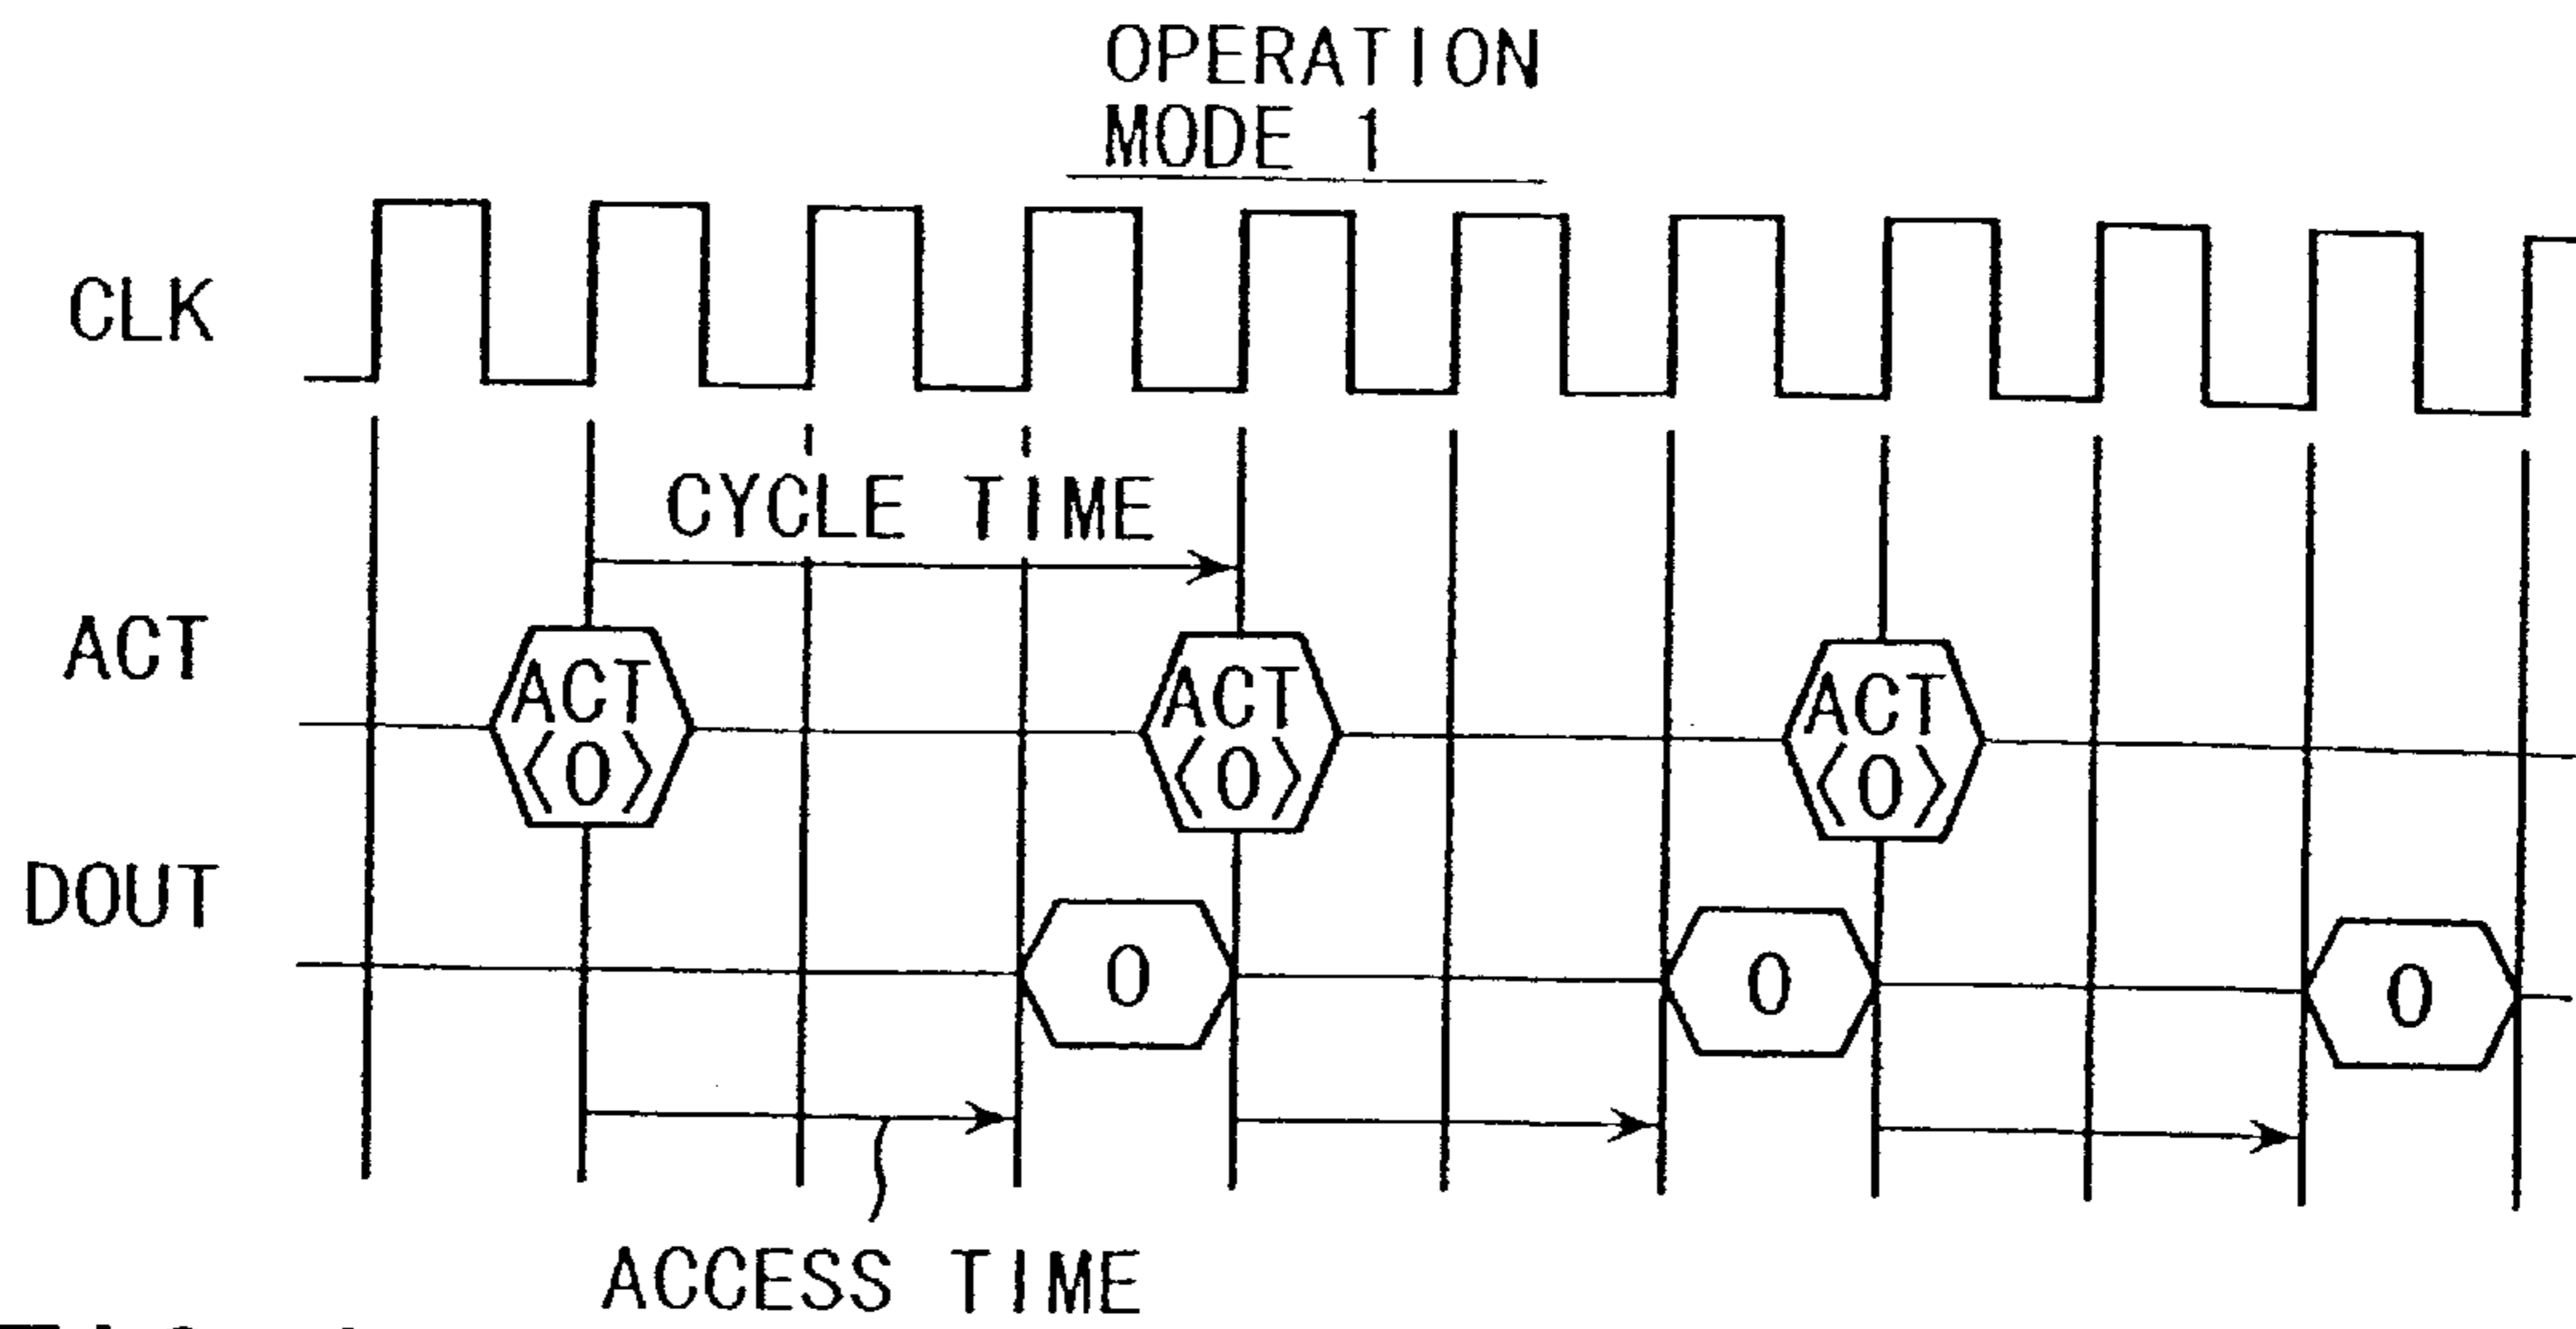 OPERATION
MODE 1
CLK
CYCLE TIME
ACT
ACT
<0>
ACT
<0>
ACT
<0>
DOUT
0
0
0
ACCESS TIME